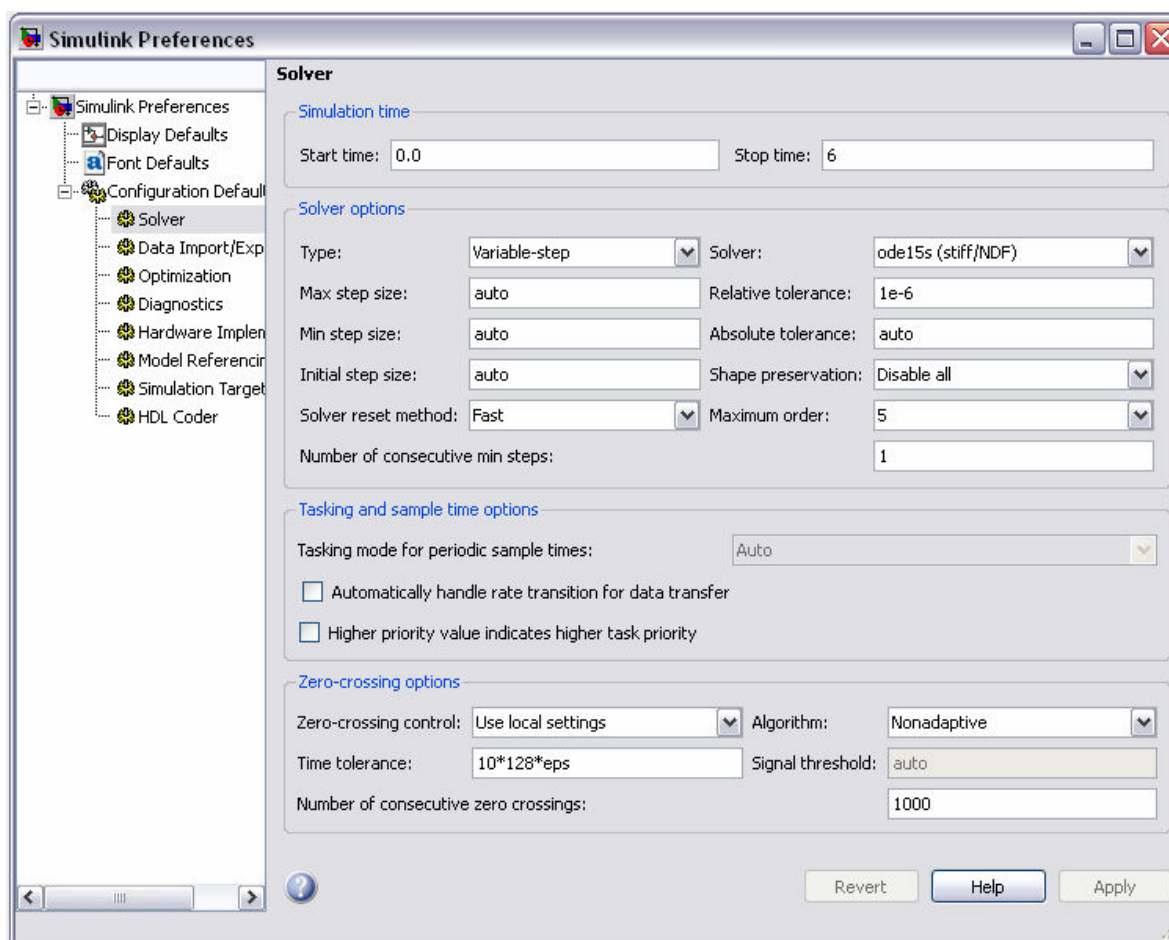 Simulink Preferences
Simulink Preferences
Display Defaults
Font Defaults
Configuration Defaul
Solver
Data Import/Exp
Optimization
Diagnostics
Hardware Implen
Model Referencin
Simulation Target
HDL Coder
Solver
Simulation time
Start time: 0.0 Stop time: 6
Solver options
Type: Variable-step Solver: ode15s (stiff/NDF)
Max step size: auto Relative tolerance: 1e-6
Min step size: auto Absolute tolerance: auto
Initial step size: auto Shape preservation: Disable all
Solver reset method: Fast Maximum order: 5
Number of consecutive min steps: 1
Tasking and sample time options
Tasking mode for periodic sample times: Auto
Automatically handle rate transition for data transfer
Higher priority value indicates higher task priority
Zero-crossing options
Zero-crossing control: Use local settings Algorithm: Nonadaptive
Time tolerance: 10*128*eps Signal threshold: auto
Number of consecutive zero crossings: 1000
Revert Help Apply